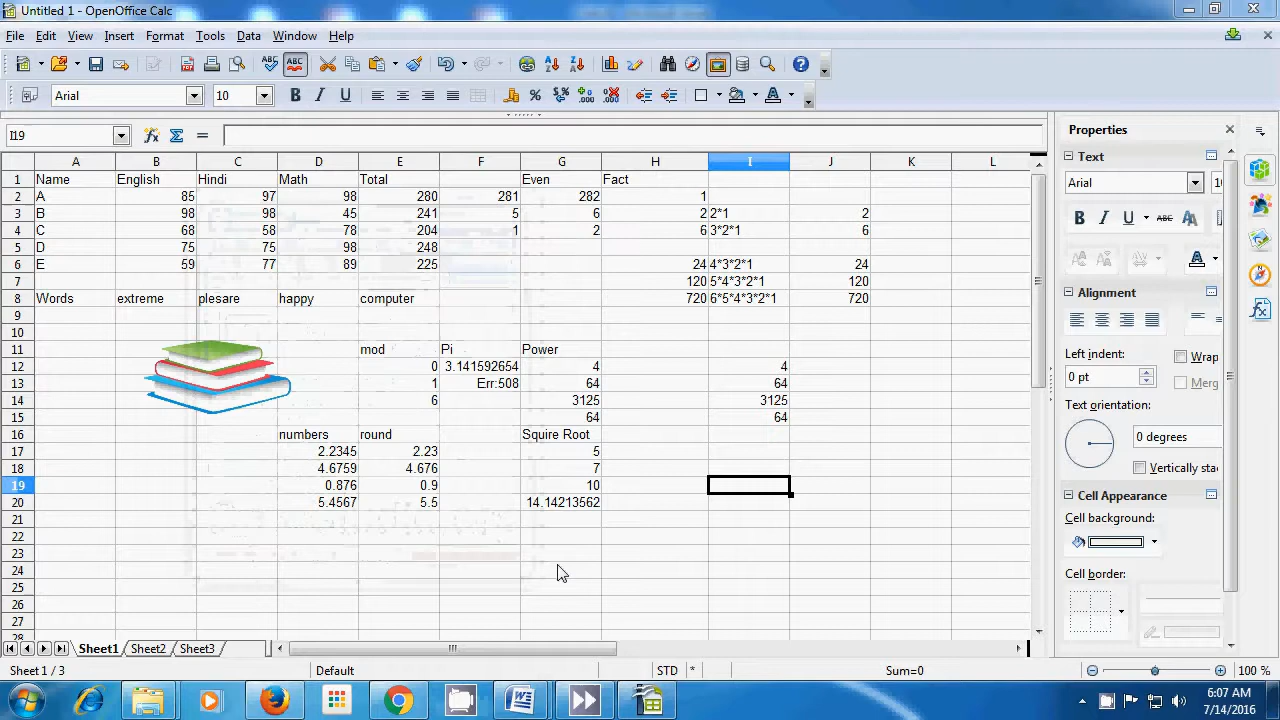 Untitled 1 - OpenOffice Calc
File Edit View Insert Format Tools Data Window Help
Arial 10
I19
Properties
A B C D E F G H I J K L
Text
1 Name English Hindi Math Total Even Fact
Arial 10
2 A 85 97 98 280 281 282 1
3 B 98 98 45 241 5 6 2 2*1 2
4 C 68 58 78 204 1 2 6 3*2*1 6
5 D 75 75 98 248
6 E 59 77 89 225 24 4*3*2*1 24
7 120 5*4*3*2*1 120
8 Words extreme plesare happy computer 720 6*5*4*3*2*1 720
Alignment
9
10
11 mod Pi Power
Left indent: Wrap
12 0 3.141592654 4 4
0 pt Merg
13 1 Err:508 64 64
14 6 3125 3125
Text orientation:
15 64 64
16 numbers round Squire Root
0 degrees
17 2.2345 2.23 5
18 4.6759 4.676 7
Vertically stac
19 0.876 0.9 10
Cell Appearance
20 5.4567 5.5 14.14213562
21
Cell background:
22
23
24
Cell border:
25
26
27
28
Sheet1 Sheet2 Sheet3
Sheet 1 / 3 Default STD * Sum=0 100 %
6:07 AM
7/14/2016